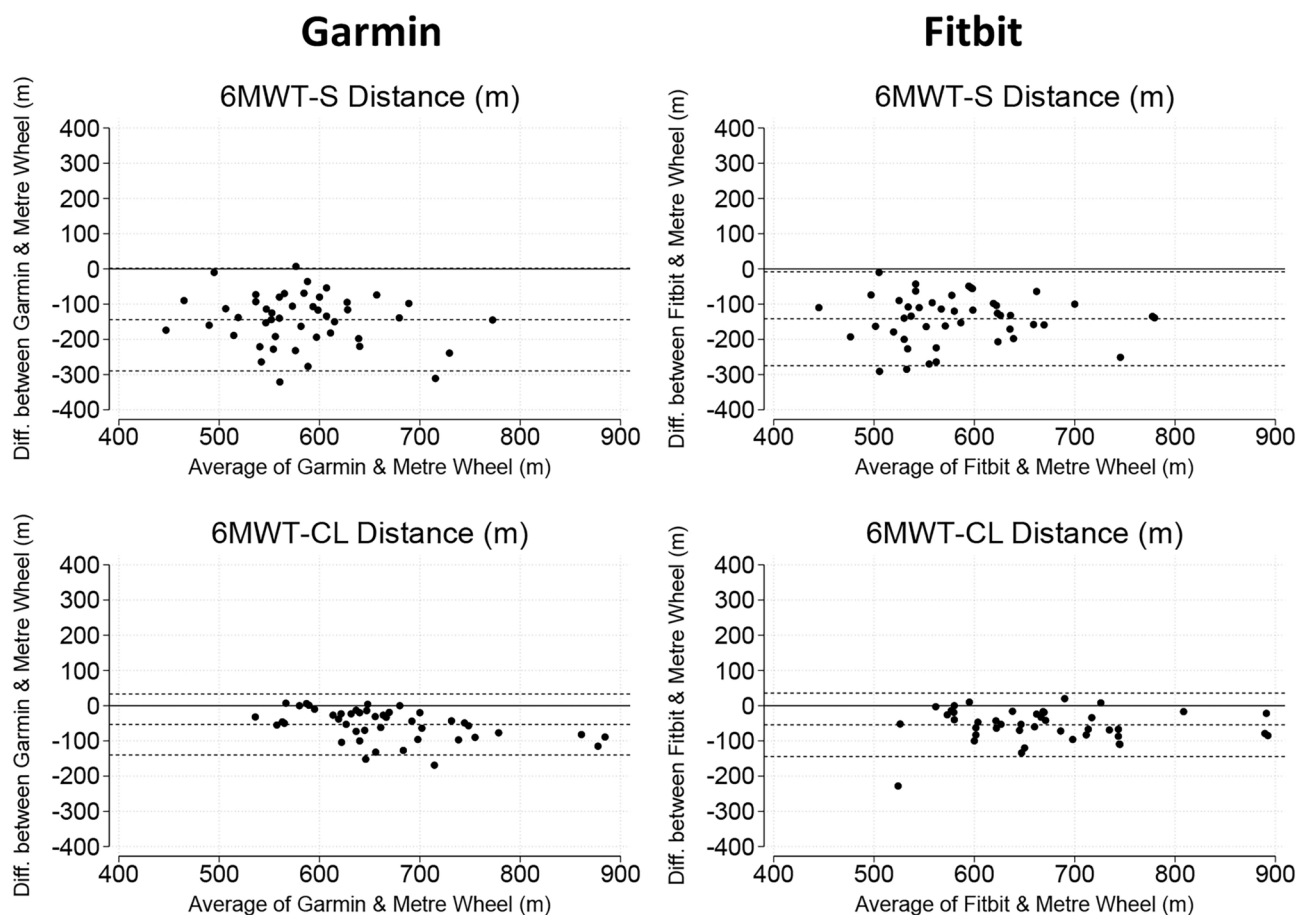 Garmin
Fitbit
6MWT-S Distance (m)
Diff. between Garmin & Metre Wheel (m)
400
300
200
100
0
-100
-200
-300
-400
400 500 600 700 800 900
Average of Garmin & Metre Wheel (m)
6MWT-S Distance (m)
Diff. between Fitbit & Metre Wheel (m)
400
300
200
100
0
-100
-200
-300
-400
400 500 600 700 800 900
Average of Fitbit & Metre Wheel (m)
6MWT-CL Distance (m)
Diff. between Garmin & Metre Wheel (m)
400
300
200
100
0
-100
-200
-300
-400
400 500 600 700 800 900
Average of Garmin & Metre Wheel (m)
6MWT-CL Distance (m)
Diff. between Fitbit & Metre Wheel (m)
400
300
200
100
0
-100
-200
-300
-400
400 500 600 700 800 900
Average of Fitbit & Metre Wheel (m)